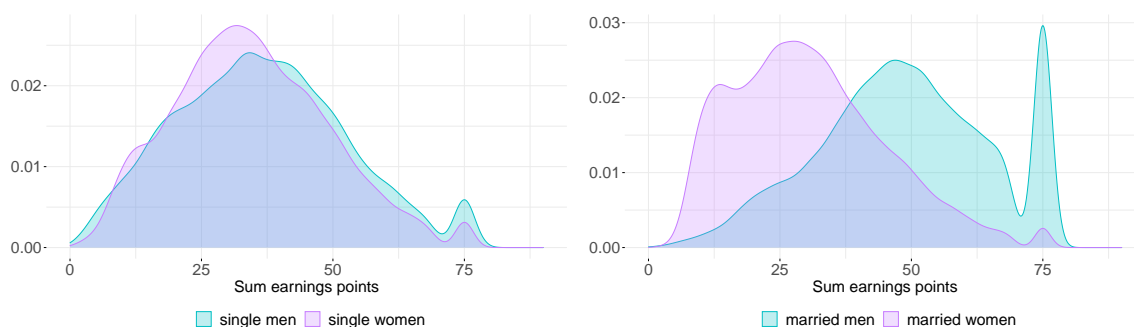 0.02
0.01
0.00
0 25 50 75
Sum earnings points
single men single women
0.03
0.02
0.01
0.00
0 25 50 75
Sum earnings points
married men married women